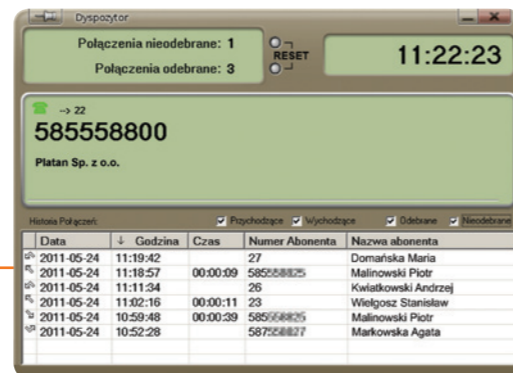 Dyspozytor
Połączenia nieodebrane: 1
Połączenia odebrane: 3
RESET
11:22:23
--> 22
585558800
Platan Sp. z o.o.
Historia Połączeń: Przychodzące Wychodzące Odebrane Nieodebrane
Data ↓ Godzina Czas Numer Abonenta Nazwa abonenta
2011-05-24 11:19:42 27 Domańska Maria
2011-05-24 11:18:57 00:00:09 Malinowski Piotr
2011-05-24 11:11:34 26 Kwiatkowski Andrzej
2011-05-24 11:02:16 00:00:11 23 Wielgosz Stanisław
2011-05-24 10:59:48 00:00:39 Malinowski Piotr
2011-05-24 10:52:28 Markowska Agata